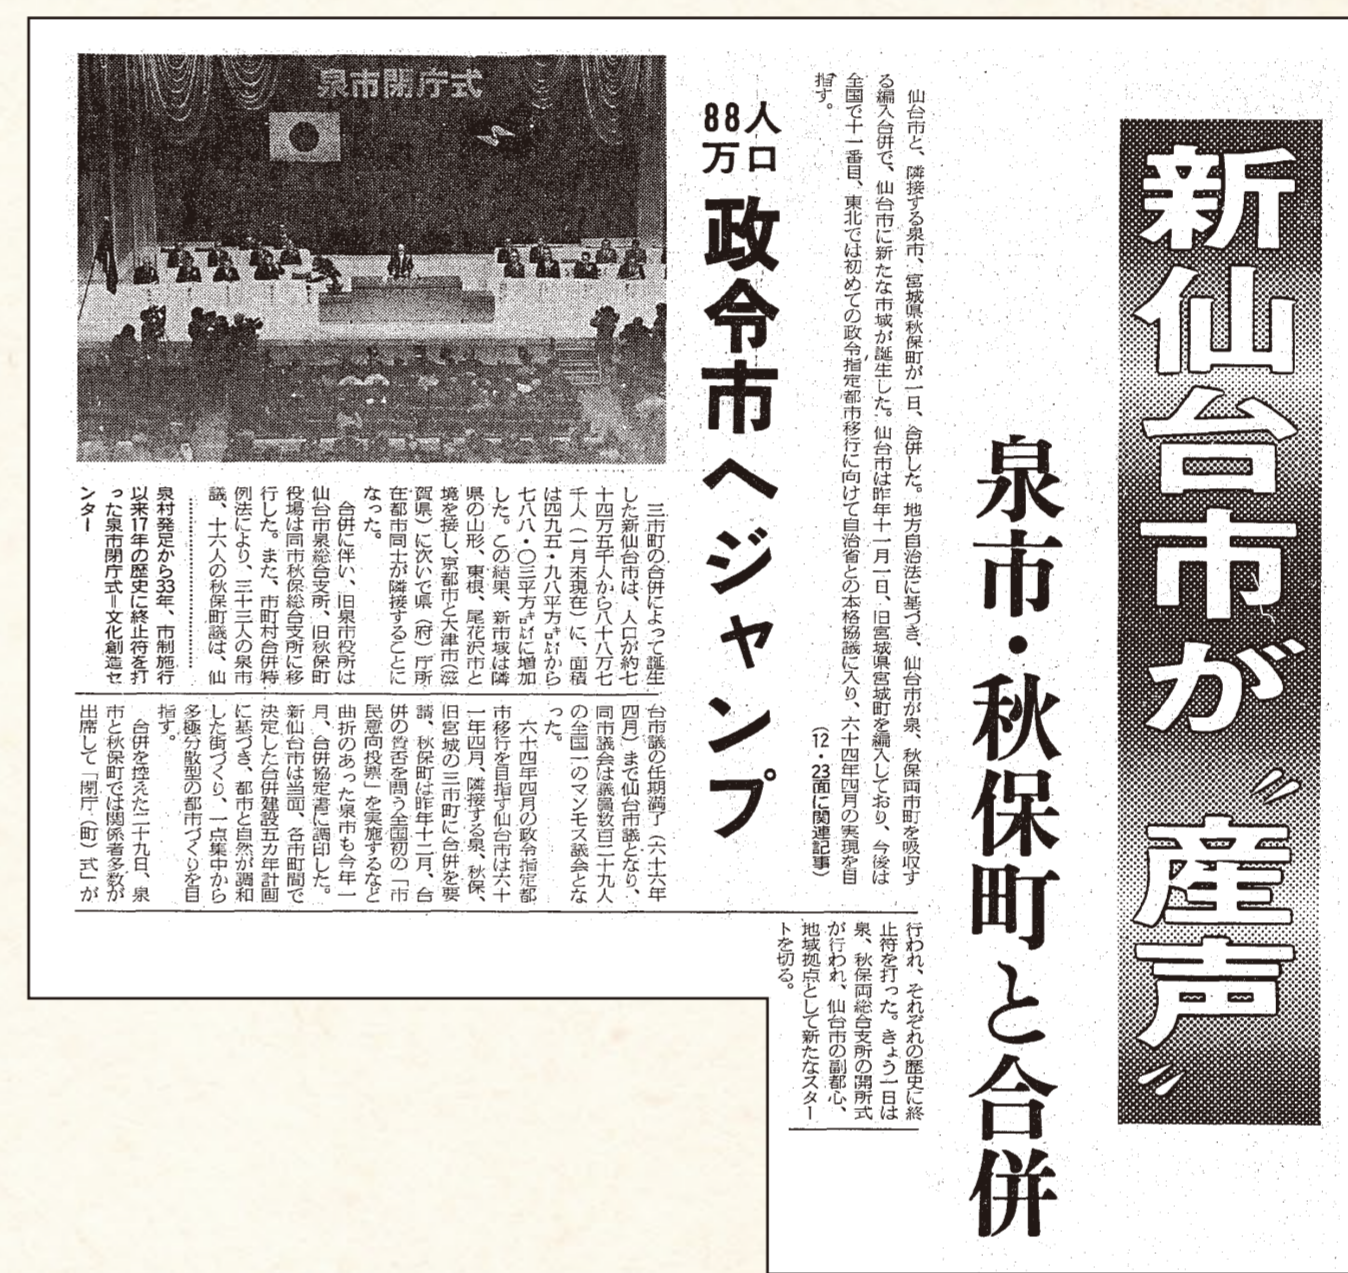 新仙台市が〝産声〟
泉市・秋保町と合併
人口
88万
政令市へジャンプ
仙台市と、隣接する泉市、宮城県秋保町が一日、合併した。地方自治法に基づき、仙台市が泉、秋保両市町を吸収す
る編入合併で、仙台市に新たな市域が誕生した。仙台市は昨年十一月一日、旧宮城県宮城町を編入しており、今後は
全国で十一番目、東北では初めての政令指定都市移行に向けて自治省との本格協議に入り、六十四年四月の実現を目
指す。
（12・23面に関連記事）
泉市閉庁式
三市町の合併によって誕生
した新仙台市は、人口が約七
十四万五千人から八十八万七
千人（一月末現在）に、面積
は四九五・九八平方㌔から
七八八・〇三平方㌔に増加
した。この結果、新市域は隣
県の山形、東根、尾花沢市と
境を接し、京都市と大津市（滋
賀県）に次いで県（府）庁所
在都市同士が隣接することに
なった。
合併に伴い、旧泉市役所は
仙台市泉総合支所、旧秋保町
役場は同市秋保総合支所に移
行した。また、市町村合併特
例法により、三十三人の泉市
議、十六人の秋保町議は、仙
台市議の任期満了（六十六年
四月）まで仙台市議となり、
同市議会は議員数百二十九人
の全国一のマンモス議会とな
った。
六十四年四月の政令指定都
市移行を目指す仙台市は六十
一年四月、隣接する泉、秋保、
旧宮城の三市町に合併を要
請、秋保町は昨年十二月、合
併の賛否を問う全国初の「市
民意向投票」を実施するなど
曲折のあった泉市も今年一
月、合併協定書に調印した。
新仙台市は当面、各市町間で
決定した合併建設五カ年計画
に基づき、都市と自然が調和
した街づくり、一点集中から
多極分散型の都市づくりを目
指す。
合併を控えた二十九日、泉
市と秋保町では関係者多数が
出席して「閉庁（町）式」が
行われ、それぞれの歴史に終
止符を打った。きょう一日は
泉、秋保両総合支所の開所式
が行われ、仙台市の副都心、
地域拠点として新たなスター
トを切る。
泉村発足から33年、市制施行
以来17年の歴史に終止符を打
った泉市閉庁式＝文化創造セ
ンター